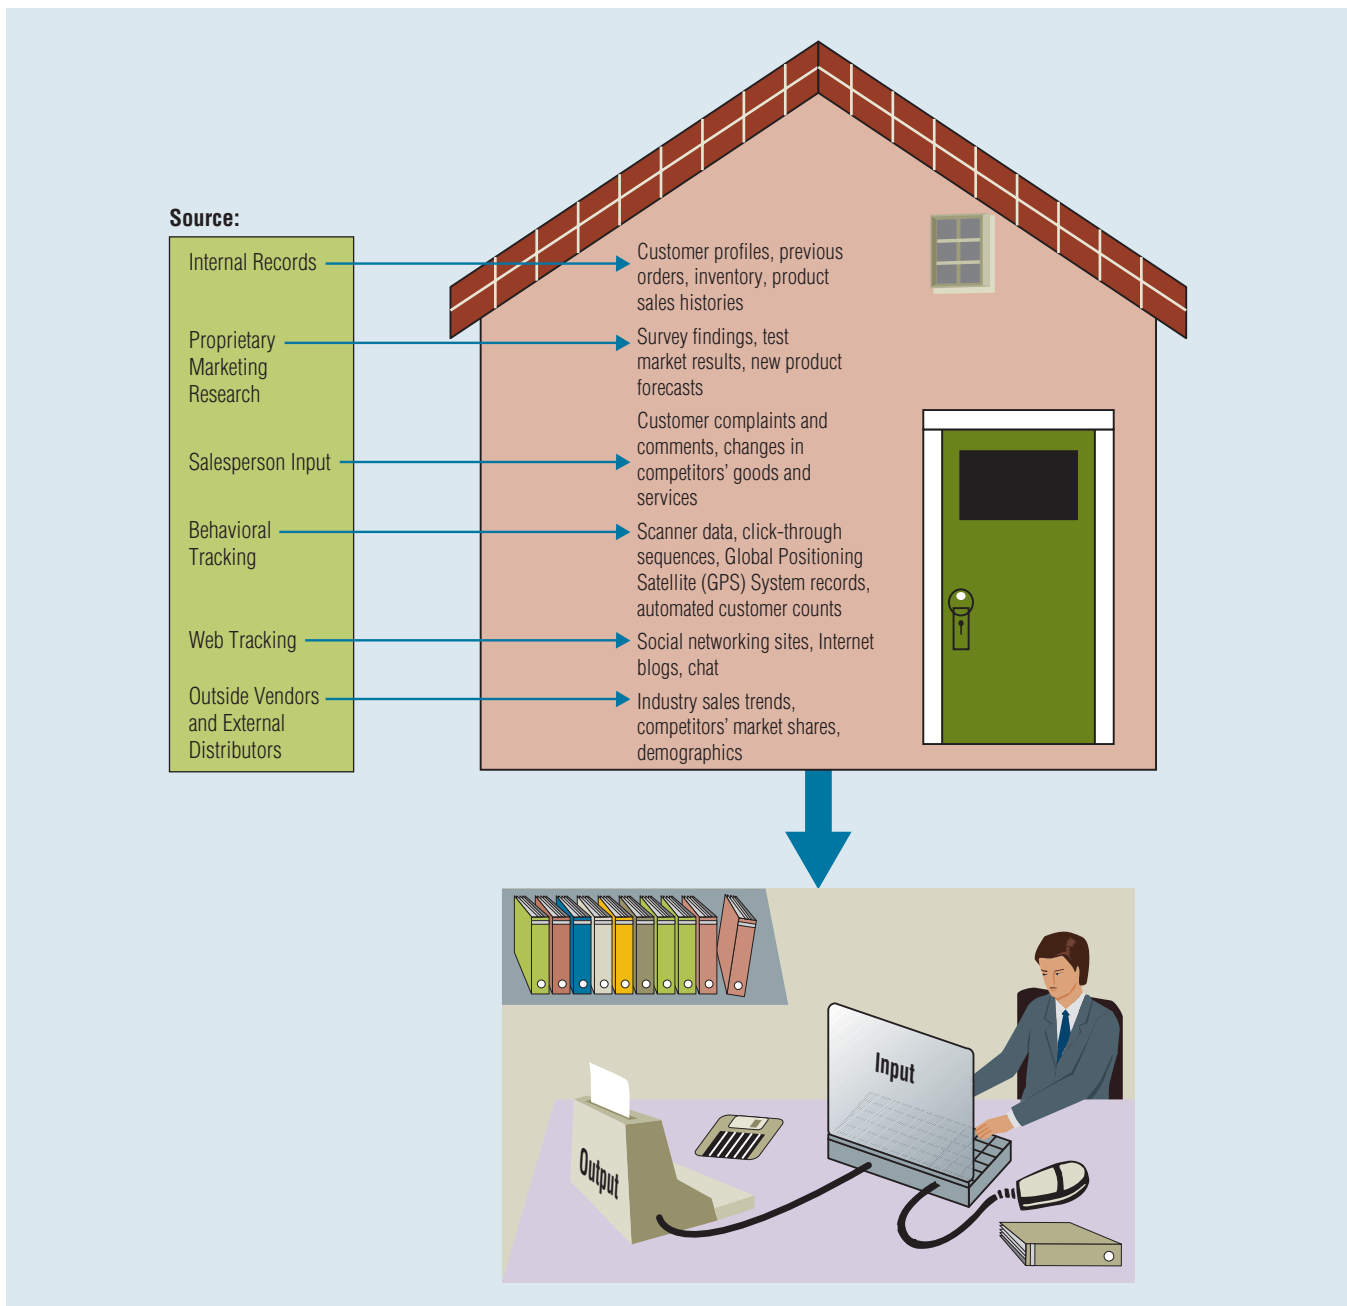 Source:
Internal Records
Customer profiles, previous
orders, inventory, product
sales histories
Proprietary
Marketing
Research
Survey findings, test
market results, new product
forecasts
Salesperson Input
Customer complaints and
comments, changes in
competitors’ goods and
services
Behavioral
Tracking
Scanner data, click-through
sequences, Global Positioning
Satellite (GPS) System records,
automated customer counts
Web Tracking
Social networking sites, Internet
blogs, chat
Outside Vendors
and External
Distributors
Industry sales trends,
competitors’ market shares,
demographics
Input
Output